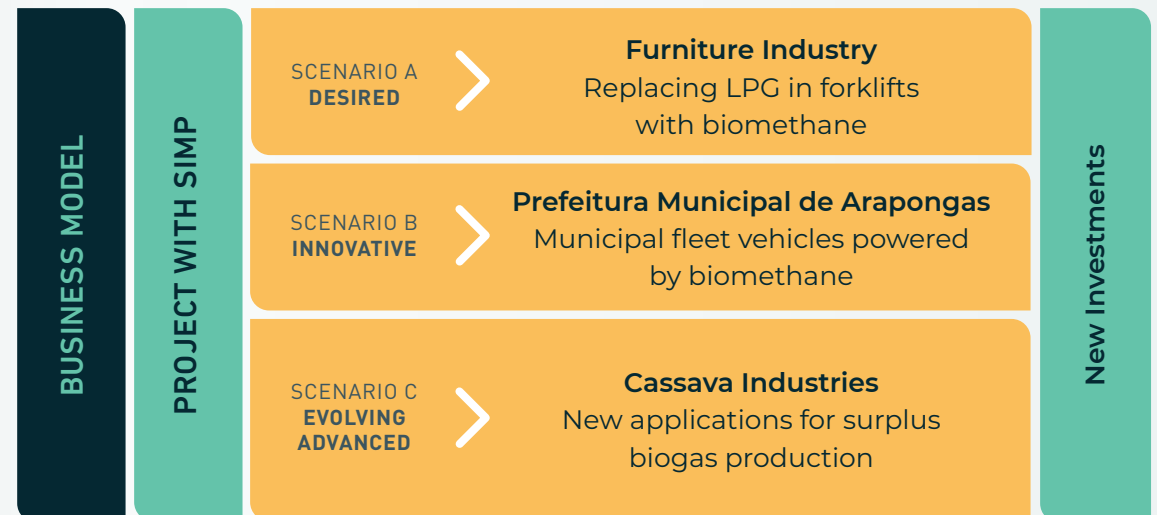 BUSINESS MODEL
PROJECT WITH SIMP
SCENARIO A
DESIRED
Furniture Industry
Replacing LPG in forklifts
with biomethane
SCENARIO B
INNOVATIVE
Prefeitura Municipal de Arapongas
Municipal fleet vehicles powered
by biomethane
SCENARIO C
EVOLVING
ADVANCED
Cassava Industries
New applications for surplus
biogas production
New Investments